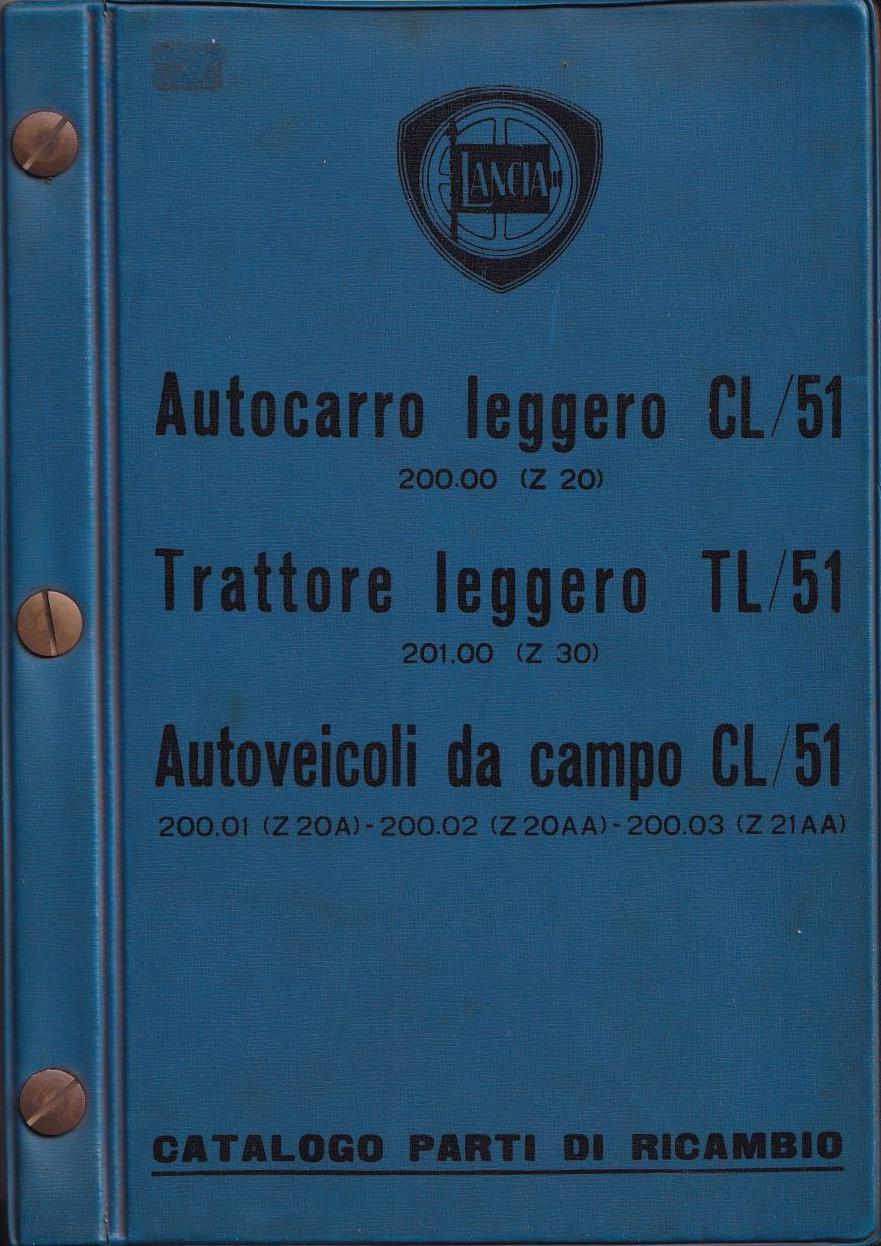 LANCIA
Autocarro leggero CL/51
200.00 (Z 20)
Trattore leggero TL/51
201.00 (Z 30)
Autoveicoli da campo CL/51
200.01 (Z 20A) - 200.02 (Z 20AA) - 200.03 (Z 21AA)
CATALOGO PARTI DI RICAMBIO